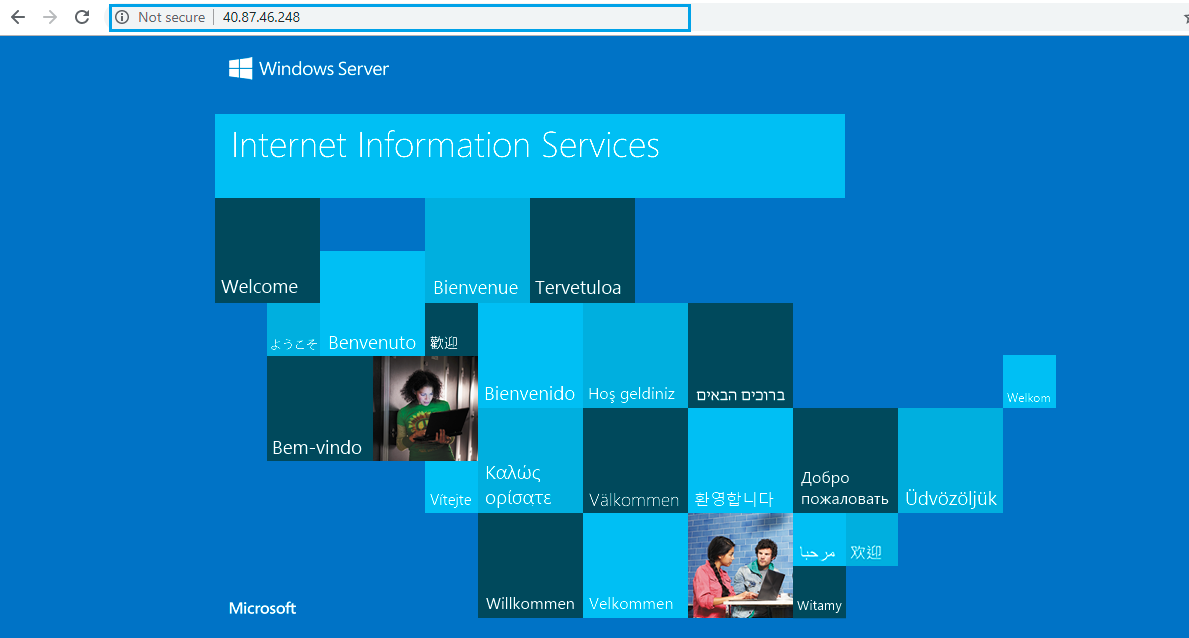 Not secure | 40.87.46.248
Windows Server
Internet Information Services
Welcome
Bienvenue
Tervetuloa
ようこそ
Benvenuto
歡迎
Bienvenido
Hoş geldiniz
ברוכים הבאים
Welkom
Bem-vindo
Vítejte
Καλώς
ορίσατε
Välkommen
환영합니다
Добро
пожаловать
Üdvözöljük
Willkommen
Velkommen
مرحبا
欢迎
Witamy
Microsoft